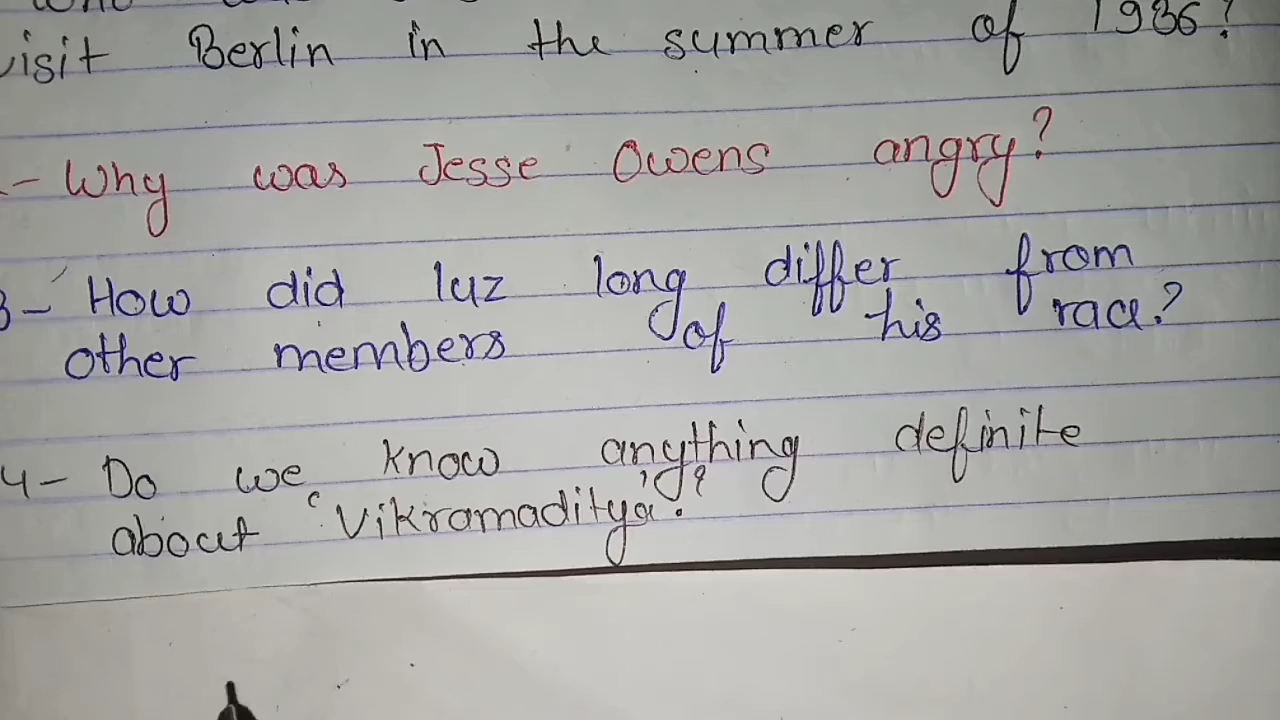 visit Berlin in the summer of 1936?
- Why was Jesse Owens angry?
3- How did luz long differ from
other members of his race?
4- Do we know anything definite
about 'Vikramaditya'?